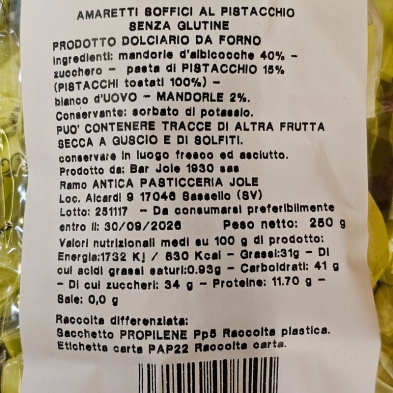 AMARETTI SOFFICI AL PISTACCHIO
SENZA GLUTINE
PRODOTTO DOLCIARIO DA FORNO
Ingredienti: mandorle d'albicocche 40% -
zucchero - pasta di PISTACCHIO 15%
(PISTACCHI tostati 100%) -
bianco d'UOVO - MANDORLE 2%.
Conservante: sorbato di potassio.
PUO' CONTENERE TRACCE DI ALTRA FRUTTA
SECCA A GUSCIO E DI SOLFITI.
conservare in luogo fresco ed asciutto.
Prodotto da: Bar Jole 1930 sas
Ramo ANTICA PASTICCERIA JOLE
Loc. Aicardi 9 17046 Sassello (SV)
Lotto: 251117 - Da consumarsi preferibilmente
entro il: 30/09/2026 Peso netto: 250 g
Valori nutrizionali medi su 100 g di prodotto:
Energia:1732 Kj / 630 Kcal - Grassi:31g - Di
cui acidi grassi saturi:0.93g - Carboidrati: 41 g
- Di cui zuccheri: 34 g - Proteine: 11.70 g -
Sale: 0,0 g
Raccolta differenziata:
Sacchetto PROPILENE Pp5 Raccolta plastica.
Etichetta carta PAP22 Raccolta carta.